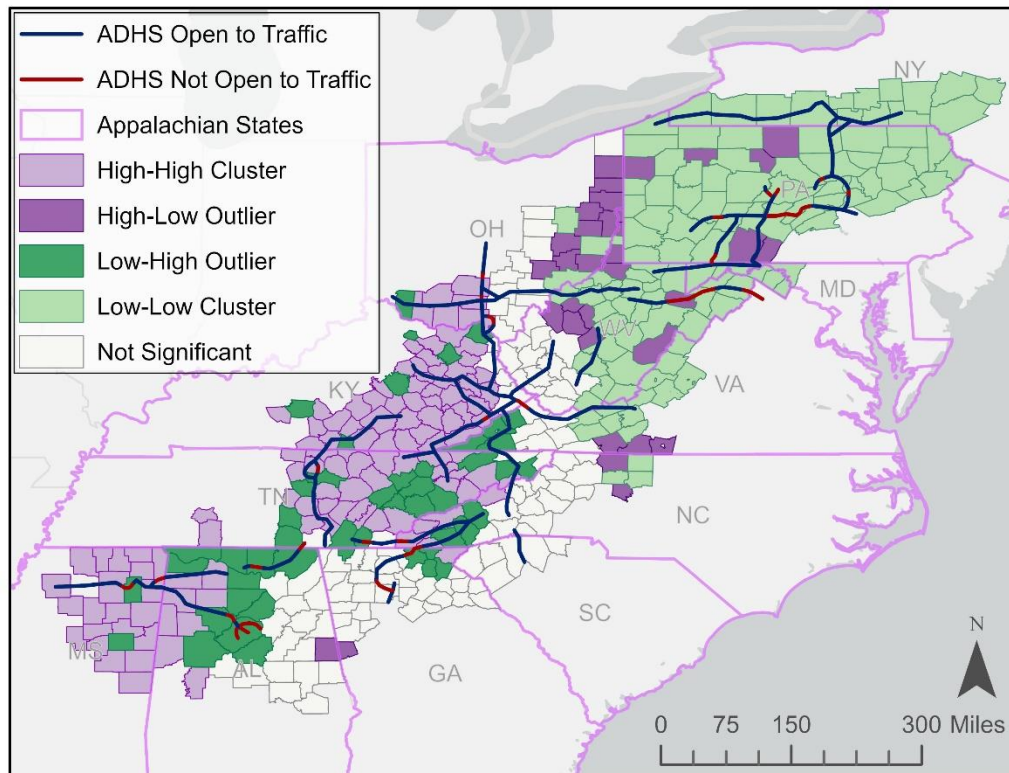 ADHS Open to Traffic
ADHS Not Open to Traffic
Appalachian States
High-High Cluster
High-Low Outlier
Low-High Outlier
Low-Low Cluster
Not Significant
NY
PA
OH
MD
WV
KY
VA
TN
NC
SC
MS
AL
GA
N
0 75 150 300 Miles